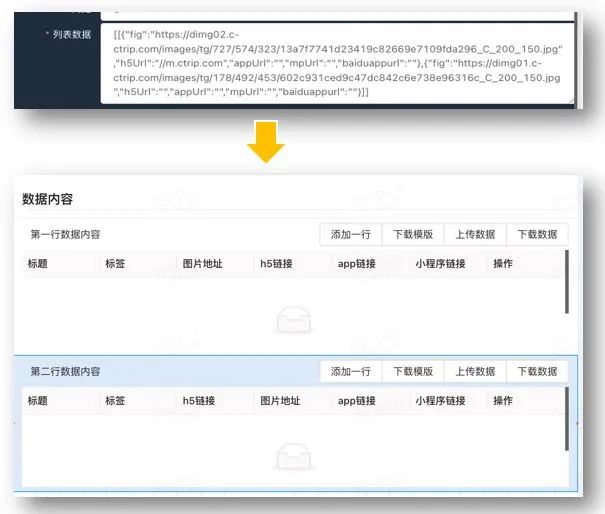 * 列表数据
[[{"fig":"https://dimg02.c-
ctrip.com/images/tg/727/574/323/13a7f7741d23419c82669e7109fda296_C_200_150.jpg"
,"h5Url":"//m.ctrip.com","appUrl":"","mpUrl":"","baiduappurl":""},{"fig":"https://dimg01.c-
ctrip.com/images/tg/178/492/453/602c931ced9c47dc842c6e738e96316c_C_200_150.jpg
","h5Url":"","appUrl":"","mpUrl":"","baiduappurl":""}]]
数据内容
第一行数据内容 添加一行 下载模版 上传数据 下载数据
标题 标签 图片地址 h5链接 app链接 小程序链接 操作
第二行数据内容 添加一行 下载模版 上传数据 下载数据
标题 标签 h5链接 图片地址 app链接 小程序链接 操作